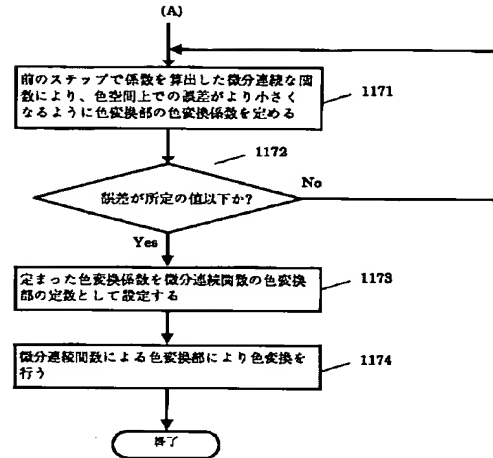 (A)
前のステップで係数を算出した微分連続な関
数により、色空間上での誤差がより小さく
なるように色変換部の色変換係数を定める
1171
1172
誤差が所定の値以下か?
No
Yes
定まった色変換係数を微分連続関数の色変換
部の定数として設定する
1173
微分連続関数による色変換部により色変換を
行う
1174
終了